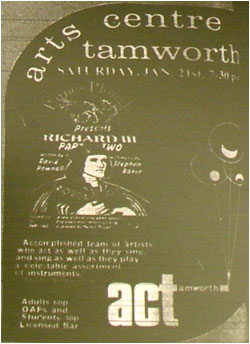 arts centre
tamworth
SATURDAY, JAN. 21st, 7:30 p.
Presents
RICHARD III
PART TWO
written by
David
Pownall
Stephen
Boxer
Accomplished team of artists
who act as well as they sing,
and sing as well as they play
a delectable assortment
of instruments.
Adults
OAPs and
Students
Licensed Bar
act
tamworth